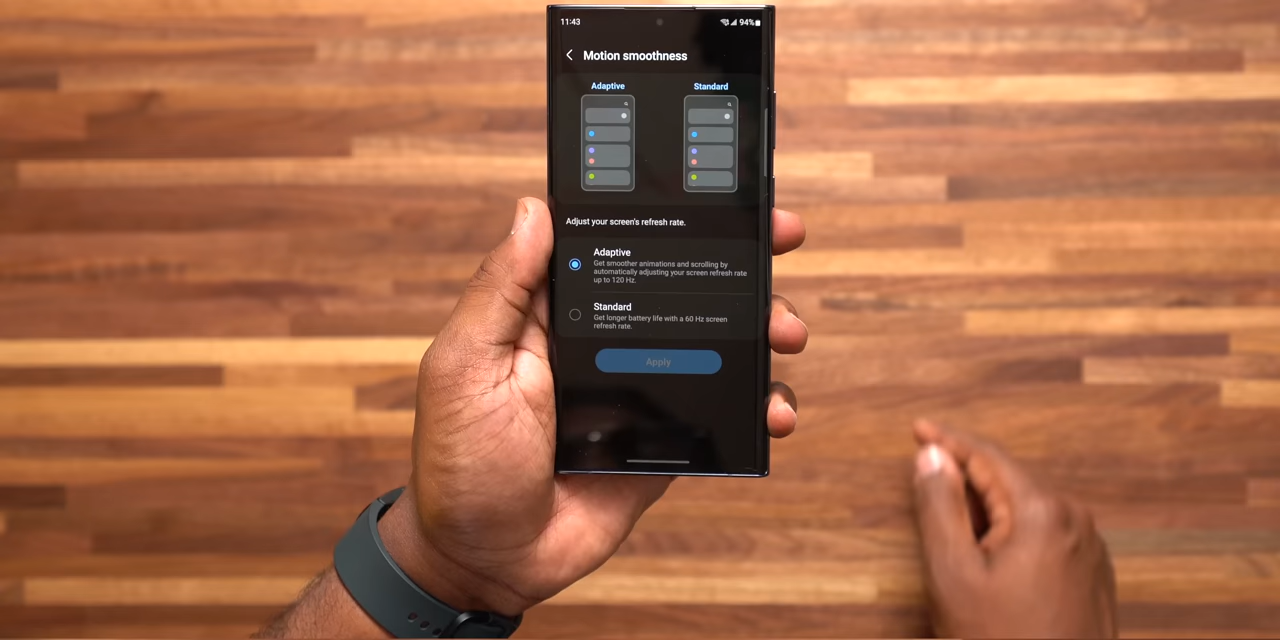 11:43
94%
Motion smoothness
Adaptive
Standard
Adjust your screen's refresh rate.
Adaptive
Get smoother animations and scrolling by
automatically adjusting your screen refresh rate
up to 120 Hz.
Standard
Get longer battery life with a 60 Hz screen
refresh rate.
Apply